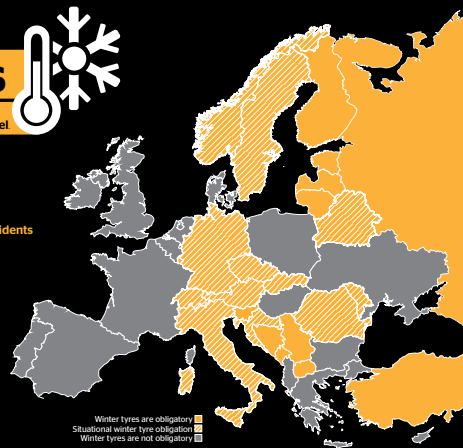 S
el.
idents
Winter tyres are obligatory
Situational winter tyre obligation
Winter tyres are not obligatory